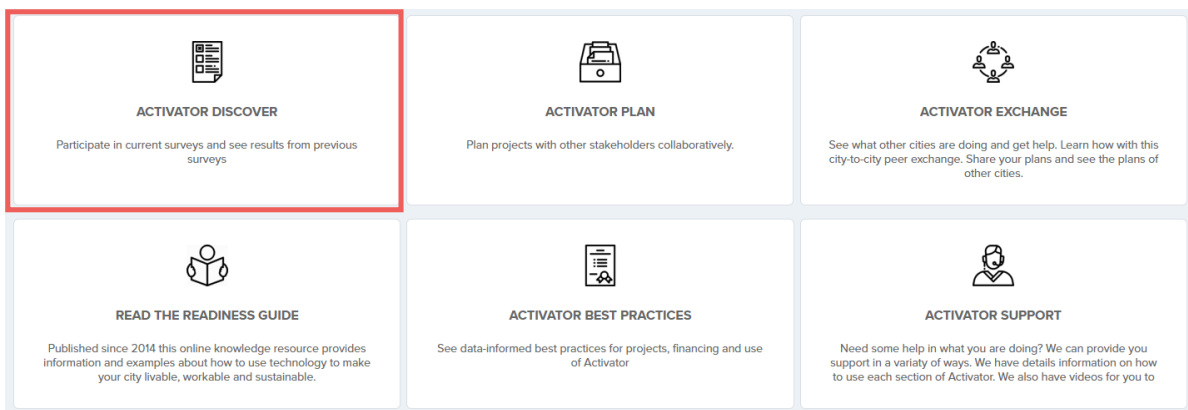 ACTIVATOR DISCOVER
Participate in current surveys and see results from previous
surveys
ACTIVATOR PLAN
Plan projects with other stakeholders collaboratively.
ACTIVATOR EXCHANGE
See what other cities are doing and get help. Learn how with this
city-to-city peer exchange. Share your plans and see the plans of
other cities.
READ THE READINESS GUIDE
Published since 2014 this online knowledge resource provides
information and examples about how to use technology to make
your city livable, workable and sustainable.
ACTIVATOR BEST PRACTICES
See data-informed best practices for projects, financing and use
of Activator
ACTIVATOR SUPPORT
Need some help in what you are doing? We can provide you
support in a variaty of ways. We have details information on how
to use each section of Activator. We also have videos for you to